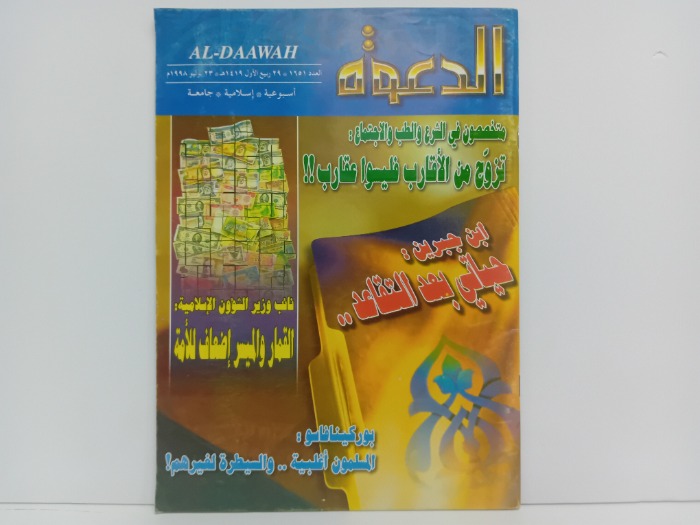 الدعوة
AL-DAAWAH
العدد ١٦٥١ * ٢٩ ربيع الأول ١٤١٩هـ * ٢٣ يونيو ١٩٩٨م
أسبوعية * إسلامية * جامعة
متخصصون في الشرع والطب والاجتماع :
تزوّج من الأقارب فليسوا عقارب !!
ابن جبرين :
حياتي بعد التقاعد ..
نائب وزير الشؤون الإسلامية :
القمار والميسر إضعاف للأمة
بوركينافاسو :
المسلمون أغلبية .. والسيطرة لغيرهم !